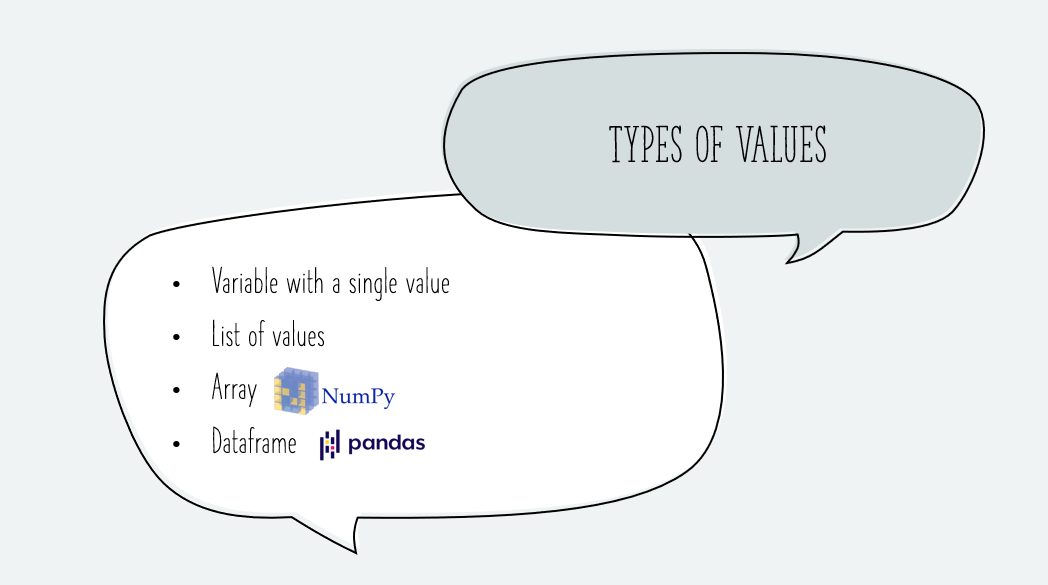 TYPES OF VALUES
• Variable with a single value
• List of values
• Array NumPy
• Dataframe pandas